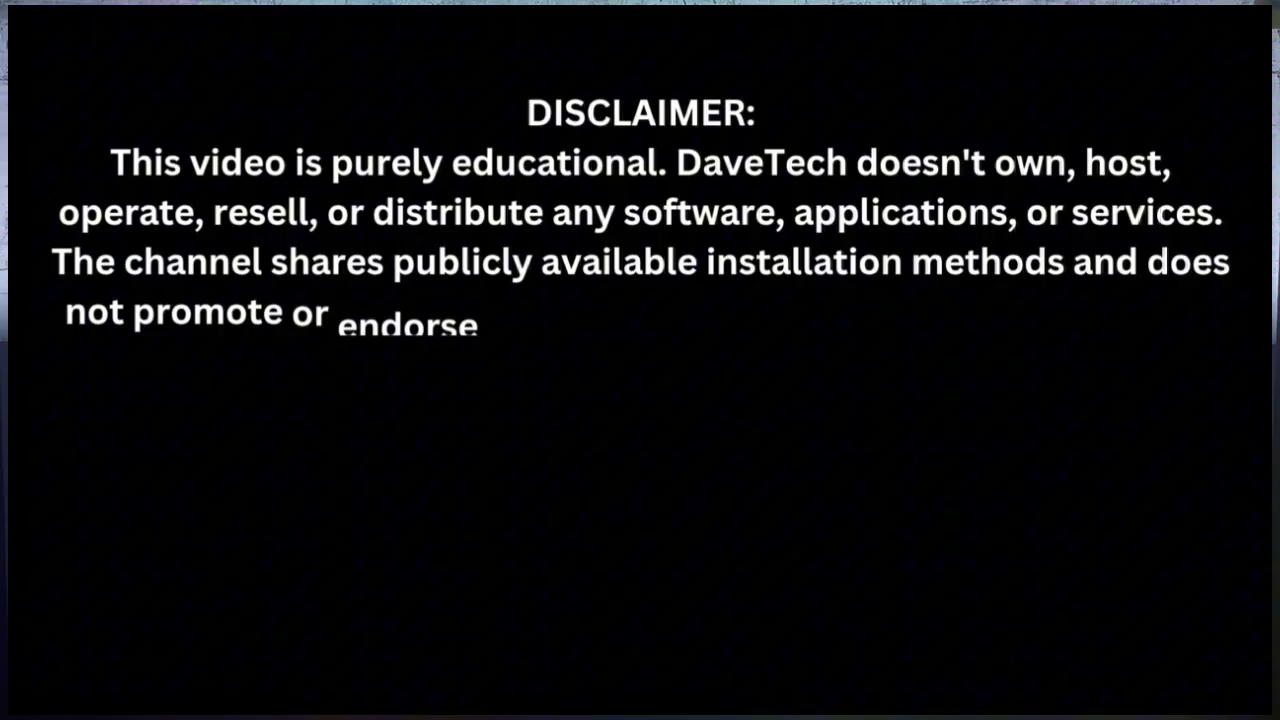 DISCLAIMER:
This video is purely educational. DaveTech doesn't own, host,
operate, resell, or distribute any software, applications, or services.
The channel shares publicly available installation methods and does
not promote or endorse